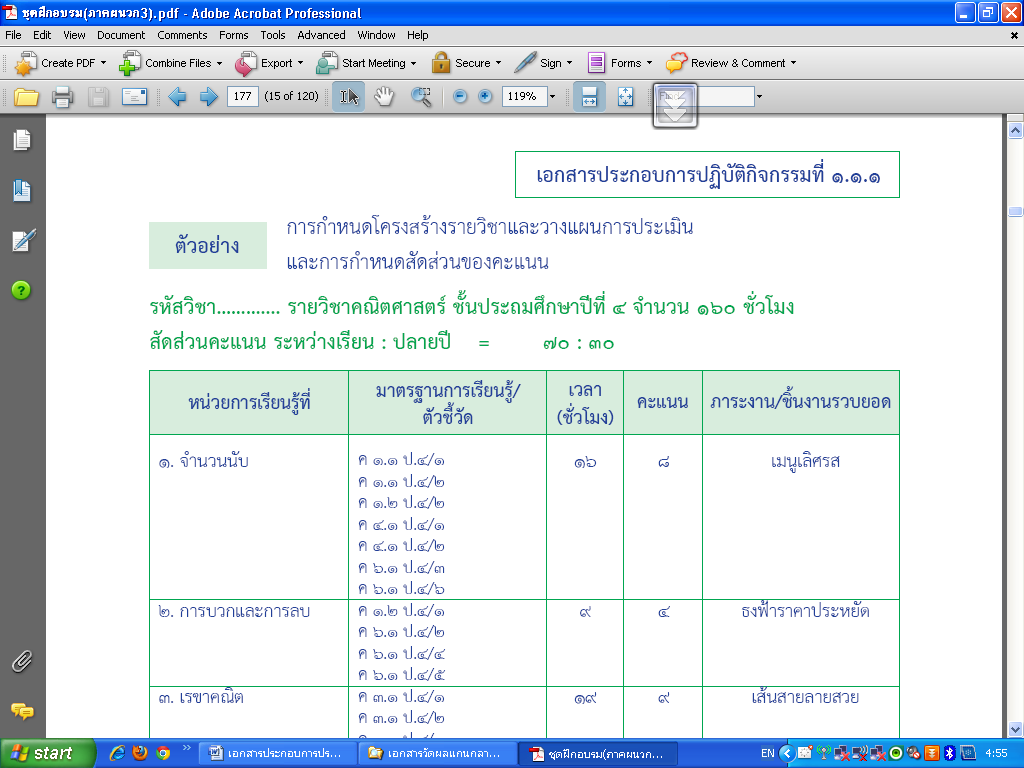 ชุดฝึกอบรม(ภาคผนวก3).pdf - Adobe Acrobat Professional
File Edit View Document Comments Forms Tools Advanced Window Help
Create PDF Combine Files Export Start Meeting Secure Sign Forms Review & Comment
177 (15 of 120) 119%
เอกสารประกอบการปฏิบัติกิจกรรมที่ ๑.๑.๑
ตัวอย่าง
การกำหนดโครงสร้างรายวิชาและวางแผนการประเมิน
และการกำหนดสัดส่วนของคะแนน
รหัสวิชา............. รายวิชาคณิตศาสตร์ ชั้นประถมศึกษาปีที่ ๔ จำนวน ๑๖๐ ชั่วโมง
สัดส่วนคะแนน ระหว่างเรียน : ปลายปี = ๗๐ : ๓๐
หน่วยการเรียนรู้ที่ มาตรฐานการเรียนรู้/ตัวชี้วัด เวลา (ชั่วโมง) คะแนน ภาระงาน/ชิ้นงานรวบยอด
๑. จำนวนนับ ค ๑.๑ ป.๔/๑ ๑๖ ๘ เมนูเลิศรส
ค ๑.๑ ป.๔/๒
ค ๑.๒ ป.๔/๒
ค ๔.๑ ป.๔/๑
ค ๔.๑ ป.๔/๒
ค ๖.๑ ป.๔/๓
ค ๖.๑ ป.๔/๖
๒. การบวกและการลบ ค ๑.๒ ป.๔/๑ ๙ ๔ ธงฟ้าราคาประหยัด
ค ๖.๑ ป.๔/๒
ค ๖.๑ ป.๔/๔
ค ๖.๑ ป.๔/๕
๓. เรขาคณิต ค ๓.๑ ป.๔/๑ ๑๙ ๙ เส้นสายลายสวย
ค ๓.๑ ป.๔/๒
start เอกสารประกอบการปร... เอกสารวัดผลแกนกลา... ชุดฝึกอบรม(ภาคผนวก... EN 4:55